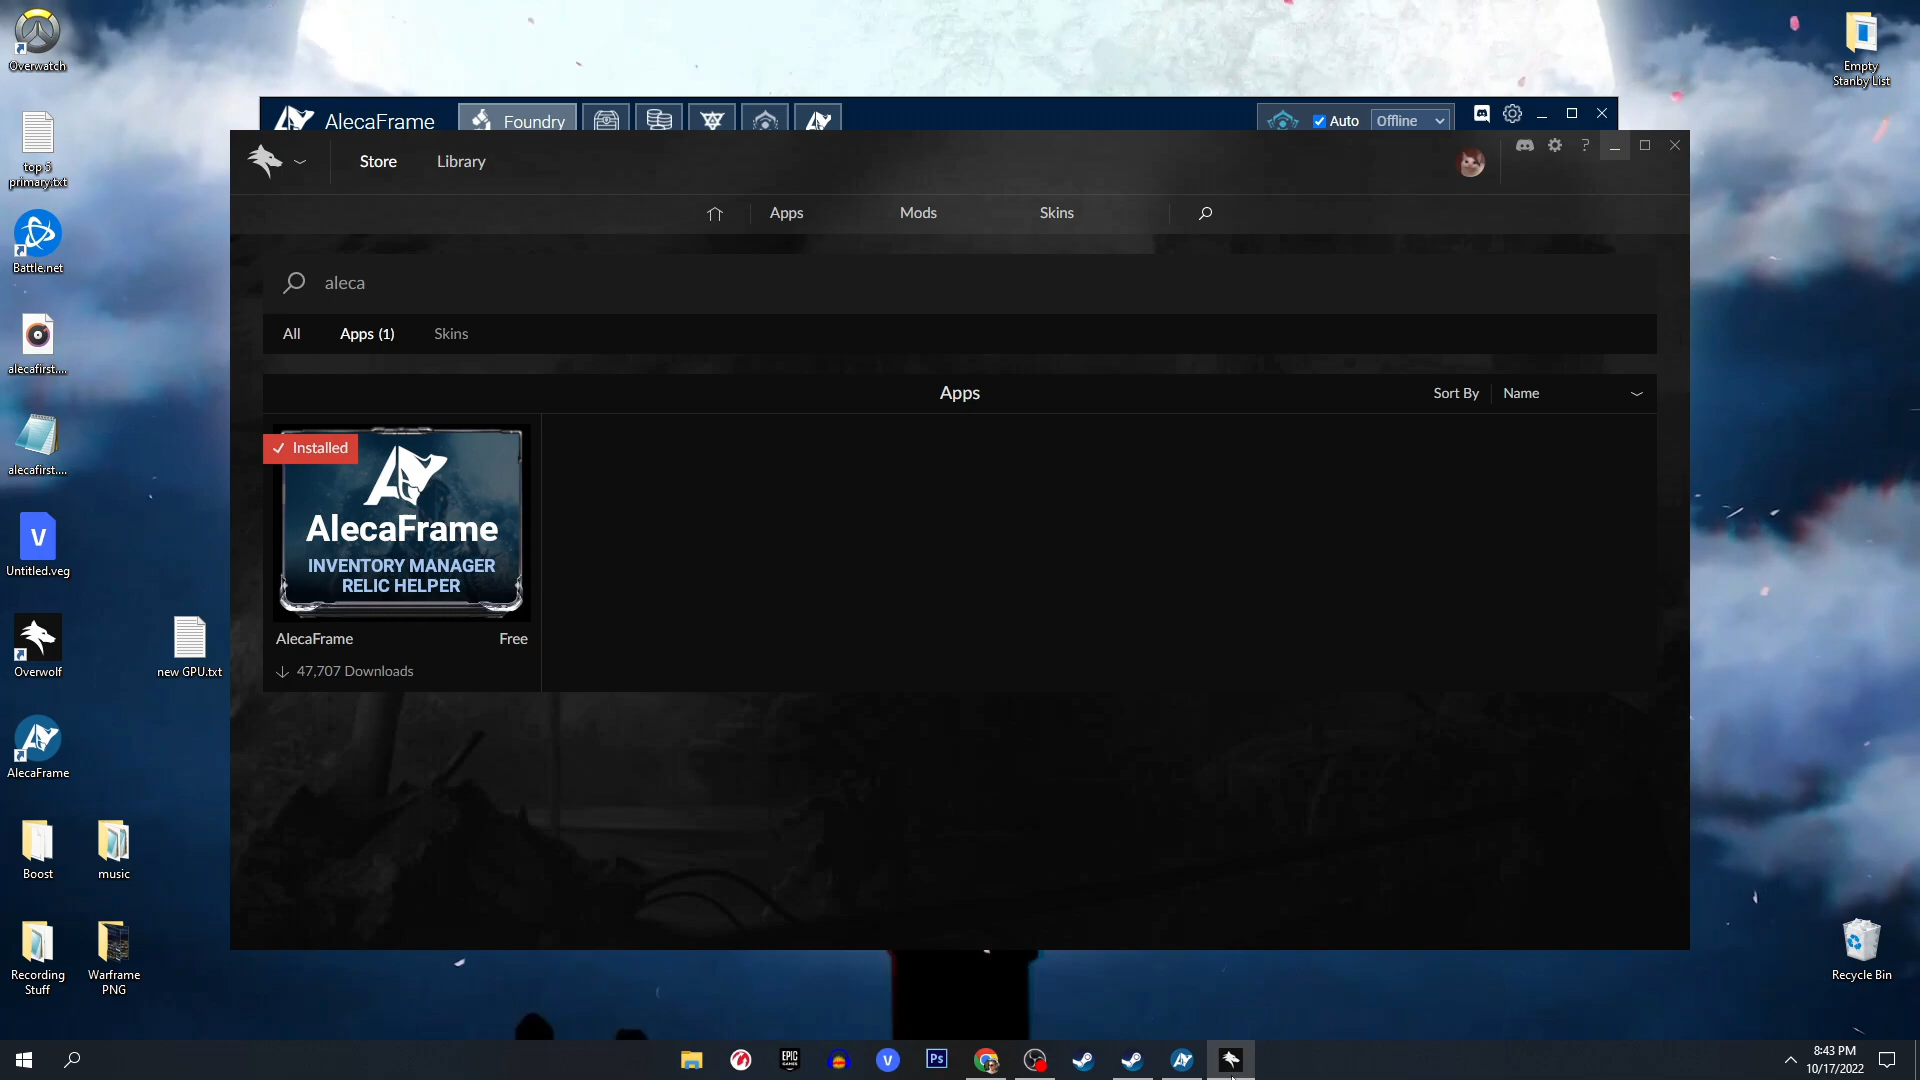 Overwatch
top 5
primary.txt
Battle.net
alecafirst....
alecafirst....
V
Untitled.veg
Overwolf
new GPU.txt
AlecaFrame
Boost
music
Recording
Stuff
Warframe
PNG
Empty
Stanby List
Recycle Bin
AlecaFrame
Foundry
Auto
Offline
Store
Library
?
Apps
Mods
Skins
aleca
All
Apps (1)
Skins
Apps
Sort By
Name
Installed
AlecaFrame
INVENTORY MANAGER
RELIC HELPER
AlecaFrame
Free
47,707 Downloads
EPIC
GAMES
V
Ps
8:43 PM
10/17/2022